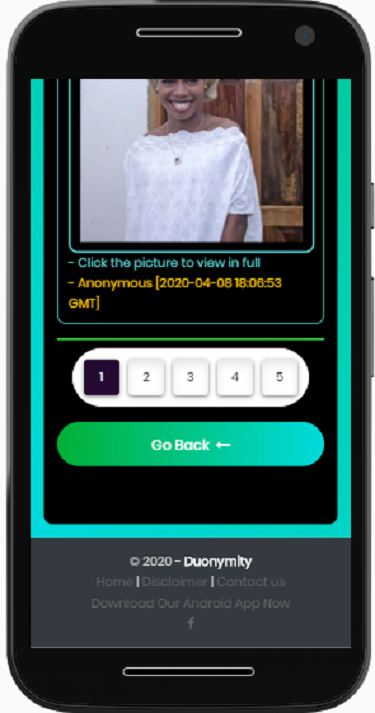 - Click the picture to view in full
- Anonymous [2020-04-08 18:06:53
GMT]
1 2 3 4 5
Go Back ←
© 2020 - Duonymity
Home | Disclaimer | Contact us
Download Our Android App Now